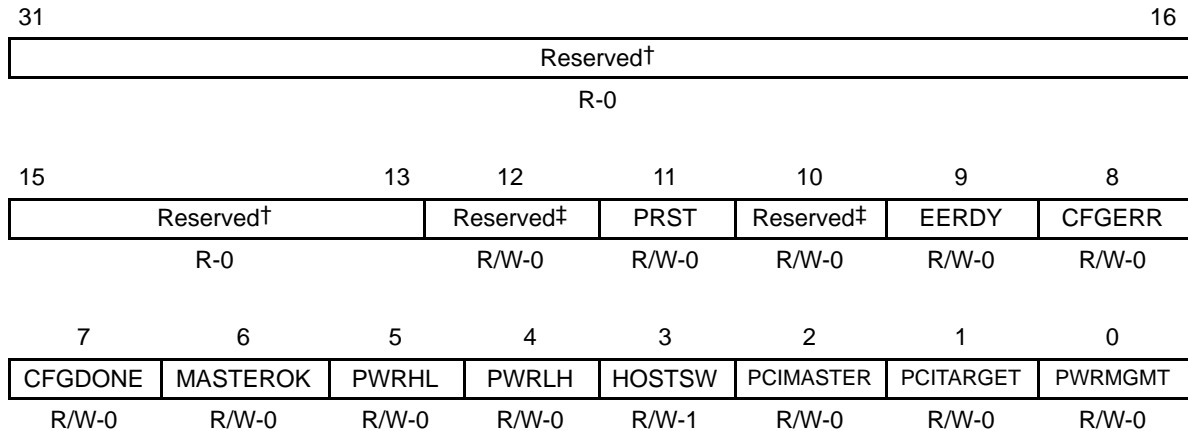 31 16
Reserved†
R-0
15 13 12 11 10 9 8
Reserved† Reserved‡ PRST Reserved‡ EERDY CFGERR
R-0 R/W-0 R/W-0 R/W-0 R/W-0 R/W-0
7 6 5 4 3 2 1 0
CFGDONE MASTEROK PWRHL PWRLH HOSTSW PCIMASTER PCITARGET PWRMGMT
R/W-0 R/W-0 R/W-0 R/W-0 R/W-1 R/W-0 R/W-0 R/W-0